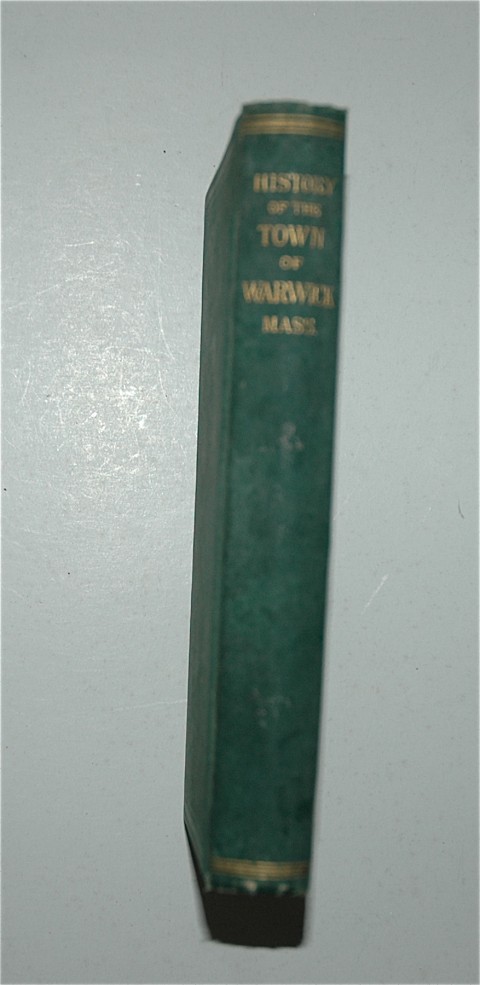 HISTORY
OF THE
TOWN
OF
WARWICK
MASS.